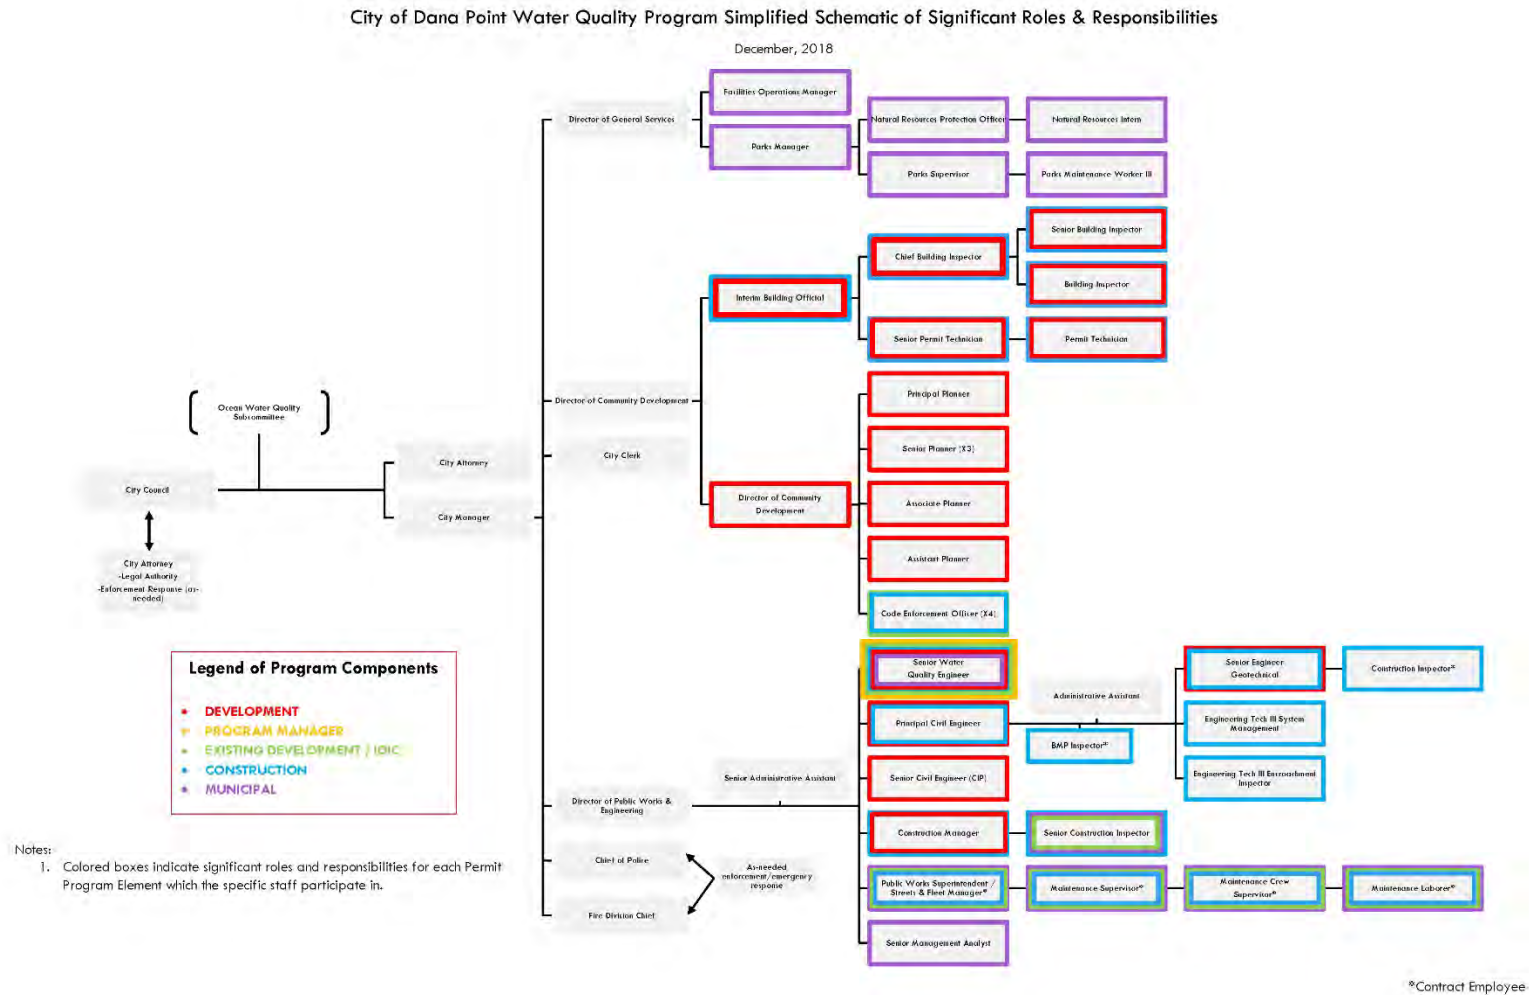 City of Dana Point Water Quality Program Simplified Schematic of Significant Roles & Responsibilities
December, 2018
Facilities Operations Manager
Director of General Services
Natural Resources Protection Officer
Natural Resources Intern
Parks Manager
Parks Supervisor
Parks Maintenance Worker III
Senior Building Inspector
Chief Building Inspector
Building Inspector
Interim Building Official
Senior Permit Technician
Permit Technician
Principal Planner
Director of Community Development
Ocean Water Quality
Subcommittee
Senior Planner (X3)
City Clerk
City Attorney
City Council
City Manager
Director of Community
Development
Associate Planner
Assistant Planner
City Attorney
-Legal Authority
-Enforcement Response (as-
needed)
Code Enforcement Officer (X4)
Legend of Program Components
• DEVELOPMENT
• PROGRAM MANAGER
• EXISTING DEVELOPMENT / IDIC
• CONSTRUCTION
• MUNICIPAL
Senior Water
Quality Engineer
Senior Engineer
Geotechnical
Construction Inspector*
Administrative Assistant
Principal Civil Engineer
BMP Inspector*
Engineering Tech III System
Management
Senior Administrative Assistant
Senior Civil Engineer (CIP)
Engineering Tech III Encroachment
Inspector
Director of Public Works &
Engineering
Construction Manager
Senior Construction Inspector
Chief of Police
As-needed
enforcement/emergency
response
Public Works Superintendent /
Streets & Fleet Manager*
Maintenance Supervisor*
Maintenance Crew
Supervisor*
Maintenance Laborer*
Fire Division Chief
Senior Management Analyst
Notes:
1. Colored boxes indicate significant roles and responsibilities for each Permit
Program Element which the specific staff participate in.
*Contract Employee